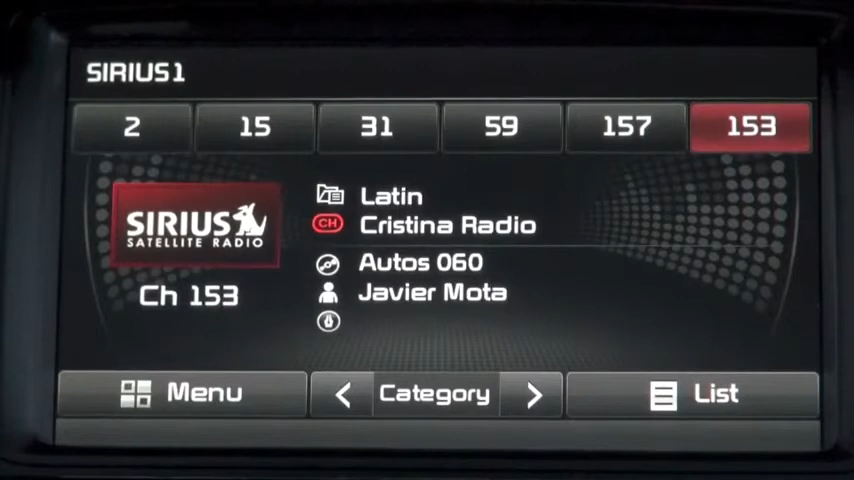 SIRIUS1
2 15 31 59 157 153
Latin
CH Cristina Radio
SIRIUS
SATELLITE RADIO
Autos 060
Ch 153
Javier Mota
Menu < Category > List